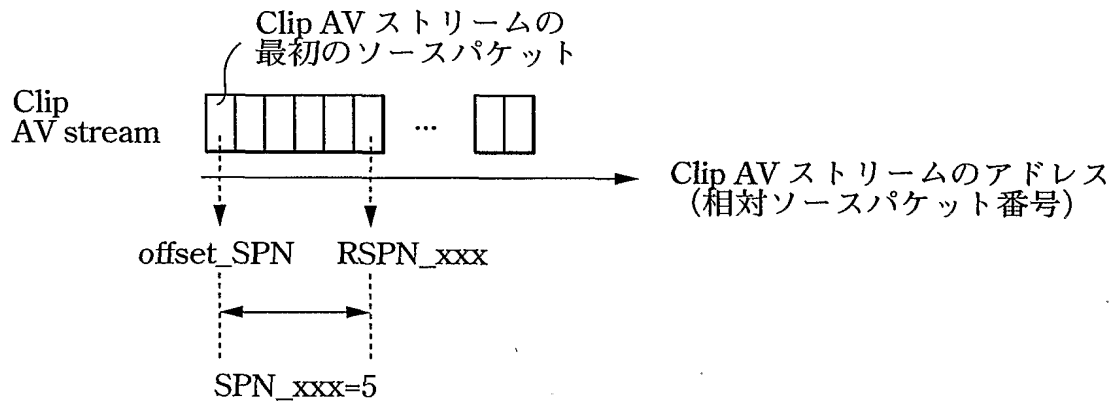 Clip AV ストリームの
最初のソースパケット
Clip
AV stream
...
Clip AV ストリームのアドレス
（相対ソースパケット番号）
offset_SPN
RSPN_xxx
SPN_xxx=5